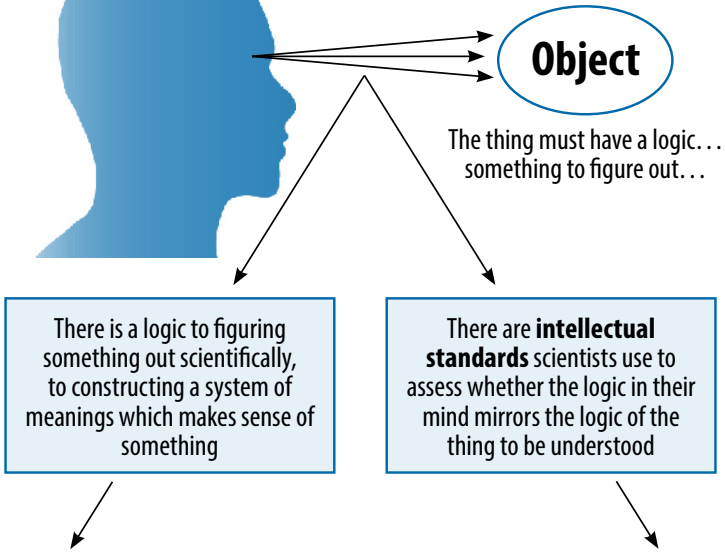 Object
The thing must have a logic…
something to figure out…
There is a logic to figuring
something out scientifically,
to constructing a system of
meanings which makes sense of
something
There are intellectual
standards scientists use to
assess whether the logic in their
mind mirrors the logic of the
thing to be understood